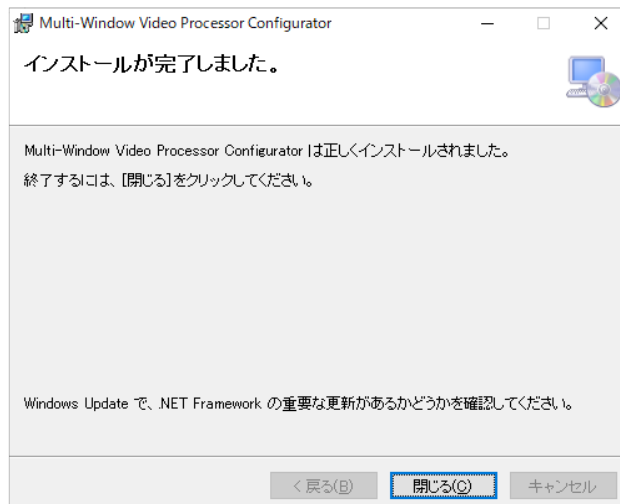 Multi-Window Video Processor Configurator
インストールが完了しました。
Multi-Window Video Processor Configurator は正しくインストールされました。
終了するには、[閉じる]をクリックしてください。
Windows Update で、.NET Framework の重要な更新があるかどうかを確認してください。
< 戻る(B)
閉じる(C)
キャンセル